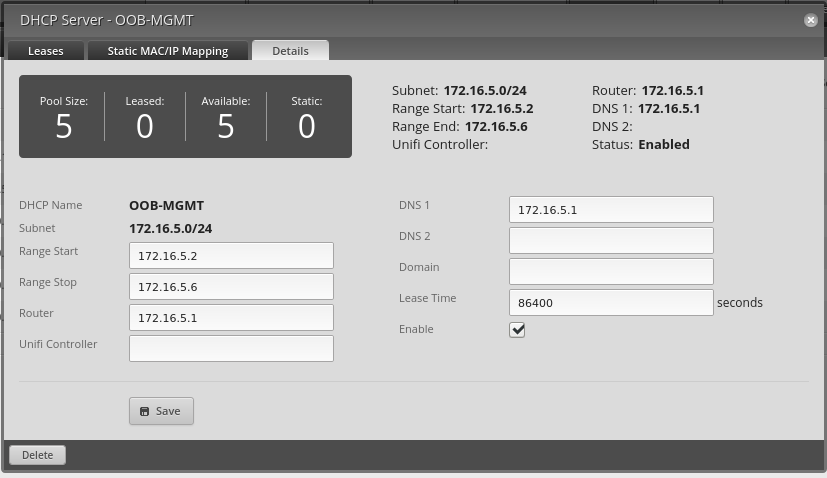 DHCP Server - OOB-MGMT
Leases Static MAC/IP Mapping Details
Pool Size: Leased: Available: Static:
5 0 5 0
Subnet: 172.16.5.0/24 Router: 172.16.5.1
Range Start: 172.16.5.2 DNS 1: 172.16.5.1
Range End: 172.16.5.6 DNS 2:
Unifi Controller: Status: Enabled
DHCP Name OOB-MGMT
Subnet 172.16.5.0/24
Range Start 172.16.5.2
Range Stop 172.16.5.6
Router 172.16.5.1
Unifi Controller
DNS 1 172.16.5.1
DNS 2
Domain
Lease Time 86400 seconds
Enable
Save
Delete